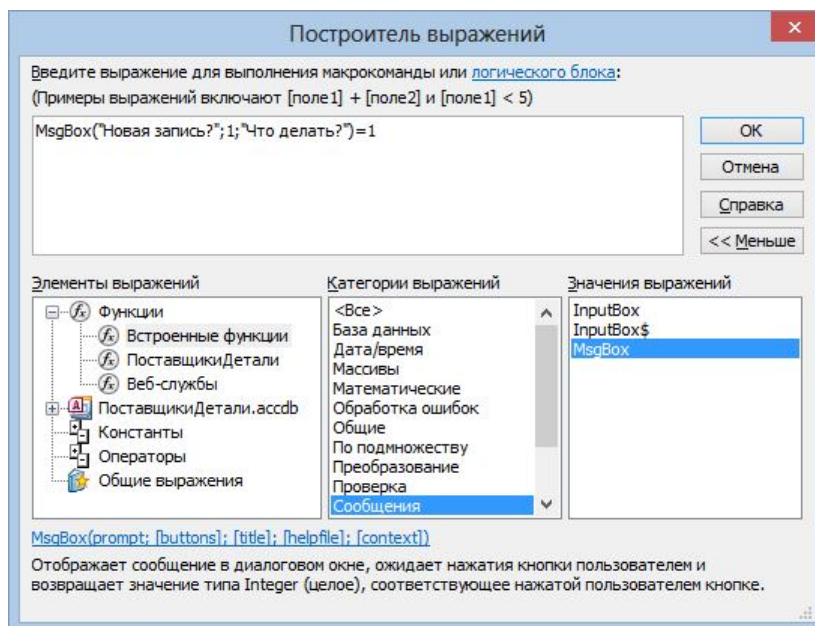 Построитель выражений
Введите выражение для выполнения макрокоманды или логического блока:
(Примеры выражений включают [поле1] + [поле2] и [поле1] < 5)
MsgBox("Новая запись?";1;"Что делать?")=1
ОК
Отмена
Справка
<< Меньше
Элементы выражений
Функции
Встроенные функции
ПоставщикиДетали
Веб-службы
ПоставщикиДетали.accdb
Константы
Операторы
Общие выражения
Категории выражений
<Все>
База данных
Дата/время
Массивы
Математические
Обработка ошибок
Общие
По подмножеству
Преобразование
Проверка
Сообщения
Значения выражений
InputBox
InputBox$
MsgBox
MsgBox(prompt; [buttons]; [title]; [helpfile]; [context])
Отображает сообщение в диалоговом окне, ожидает нажатия кнопки пользователем и
возвращает значение типа Integer (целое), соответствующее нажатой пользователем кнопке.